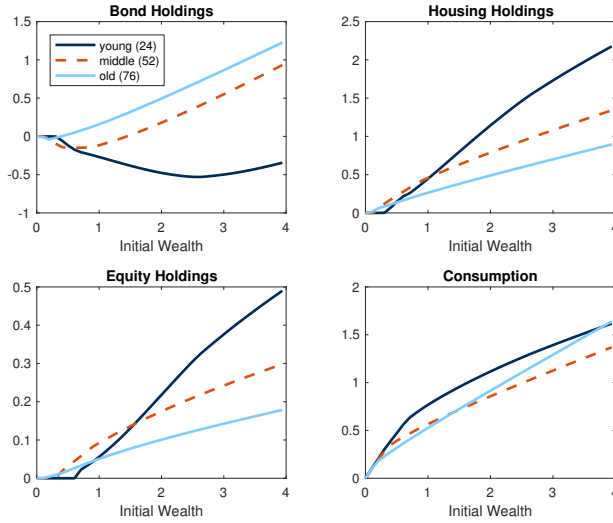 Bond Holdings
1.5
1
0.5
0
-0.5
-1
0 1 2 3 4
Initial Wealth
young (24)
middle (52)
old (76)
Housing Holdings
2.5
2
1.5
1
0.5
0
0 1 2 3 4
Initial Wealth
Equity Holdings
0.5
0.4
0.3
0.2
0.1
0
0 1 2 3 4
Initial Wealth
Consumption
2
1.5
1
0.5
0
0 1 2 3 4
Initial Wealth